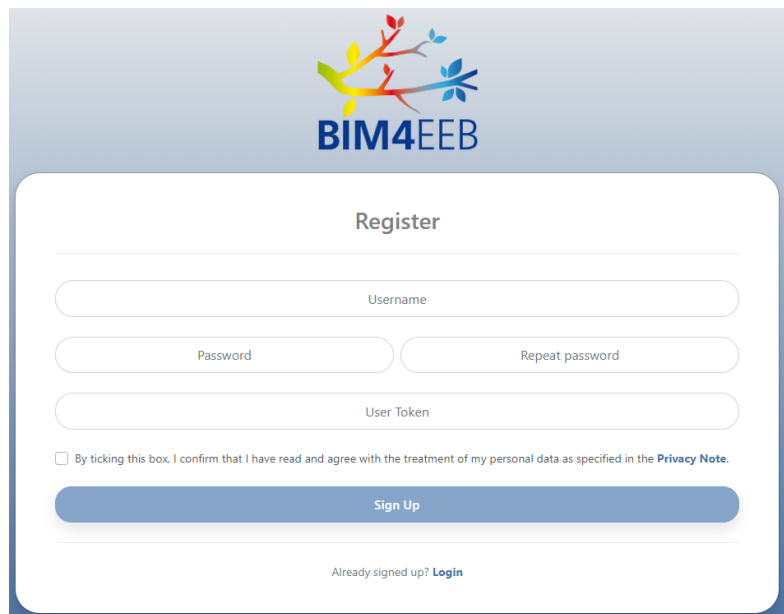 BIM4EEB
Register
Username
Password Repeat password
User Token
By ticking this box, I confirm that I have read and agree with the treatment of my personal data as specified in the Privacy Note.
Sign Up
Already signed up? Login